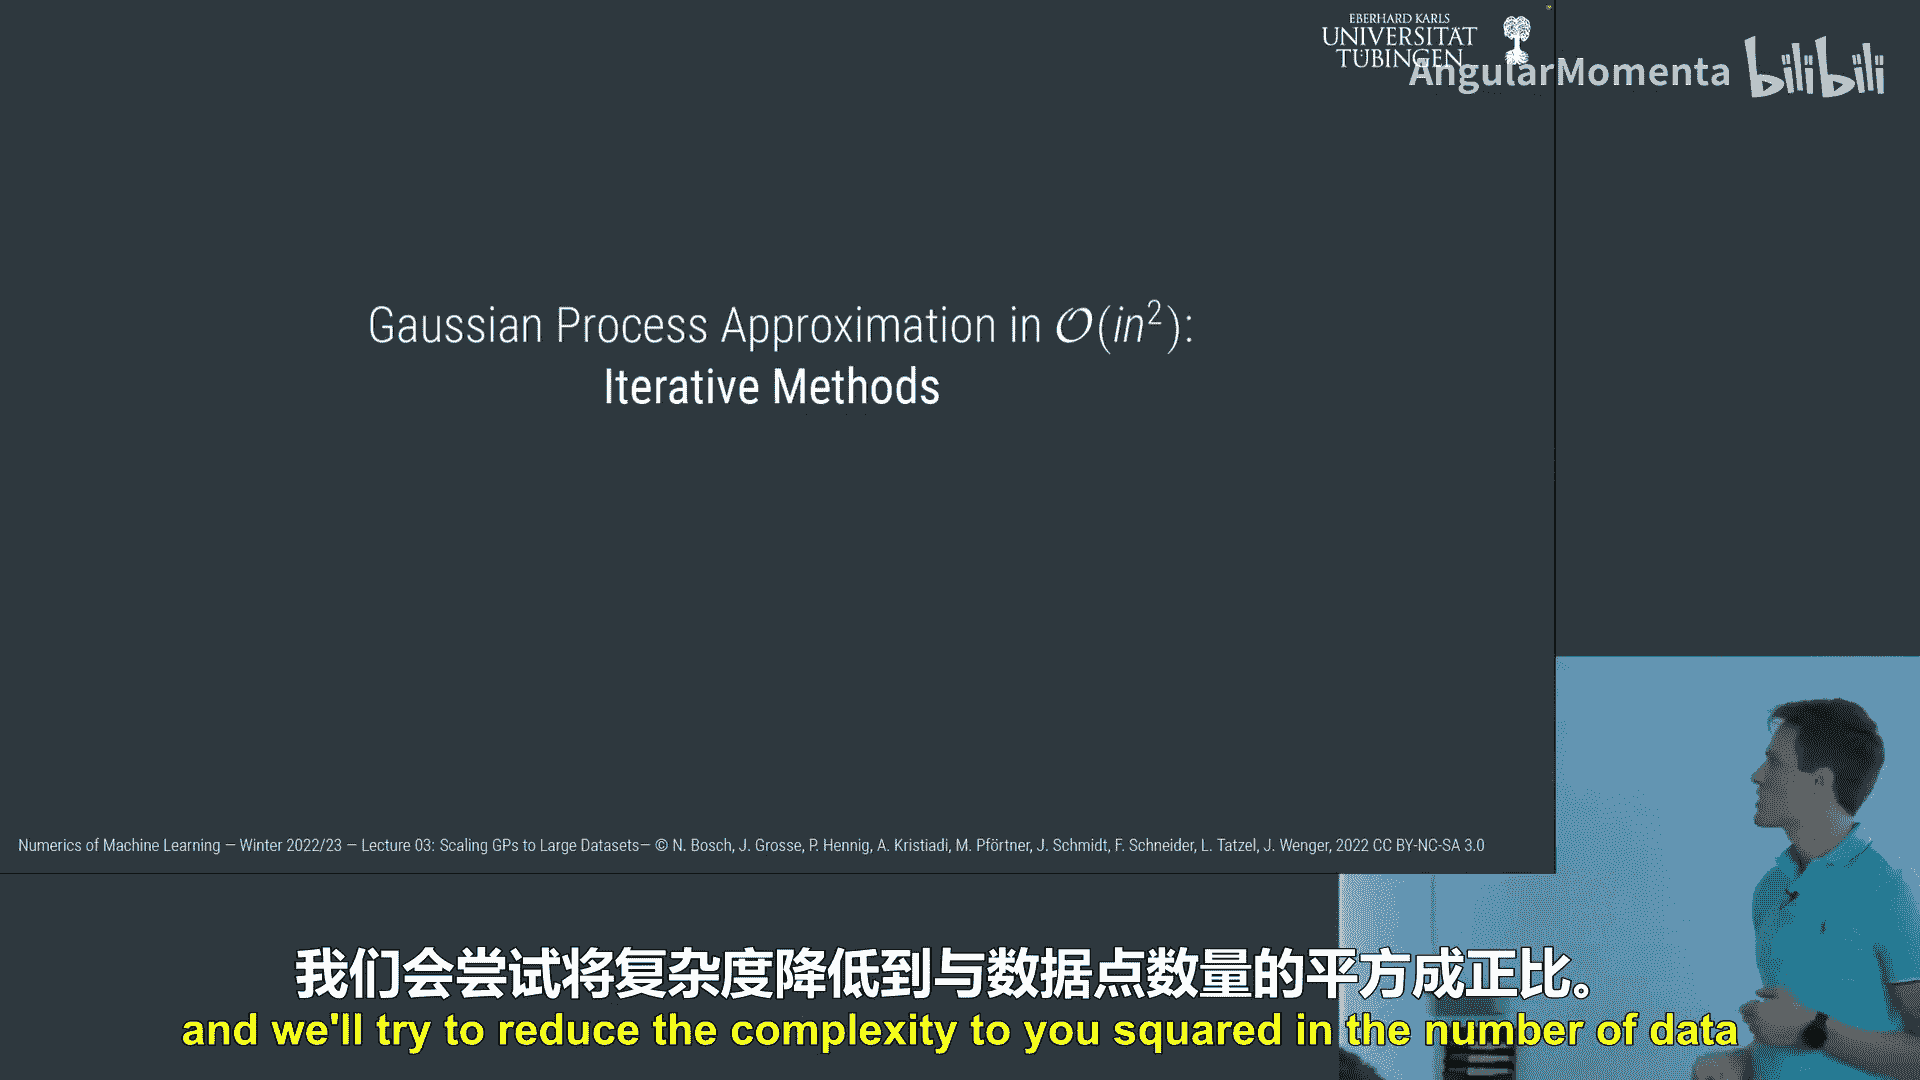 EBERHARD KARLS
UNIVERSITÄT
TÜBINGEN
AngularMomenta bilibili
Gaussian Process Approximation in 𝒪(in²):
Iterative Methods
Numerics of Machine Learning — Winter 2022/23 — Lecture 03: Scaling GPs to Large Datasets— © N. Bosch, J. Grosse, P. Hennig, A. Kristiadi, M. Pförtner, J. Schmidt, F. Schneider, L. Tatzel, J. Wenger, 2022 CC BY-NC-SA 3.0
我们会尝试将复杂度降低到与数据点数量的平方成正比。
and we'll try to reduce the complexity to you squared in the number of data